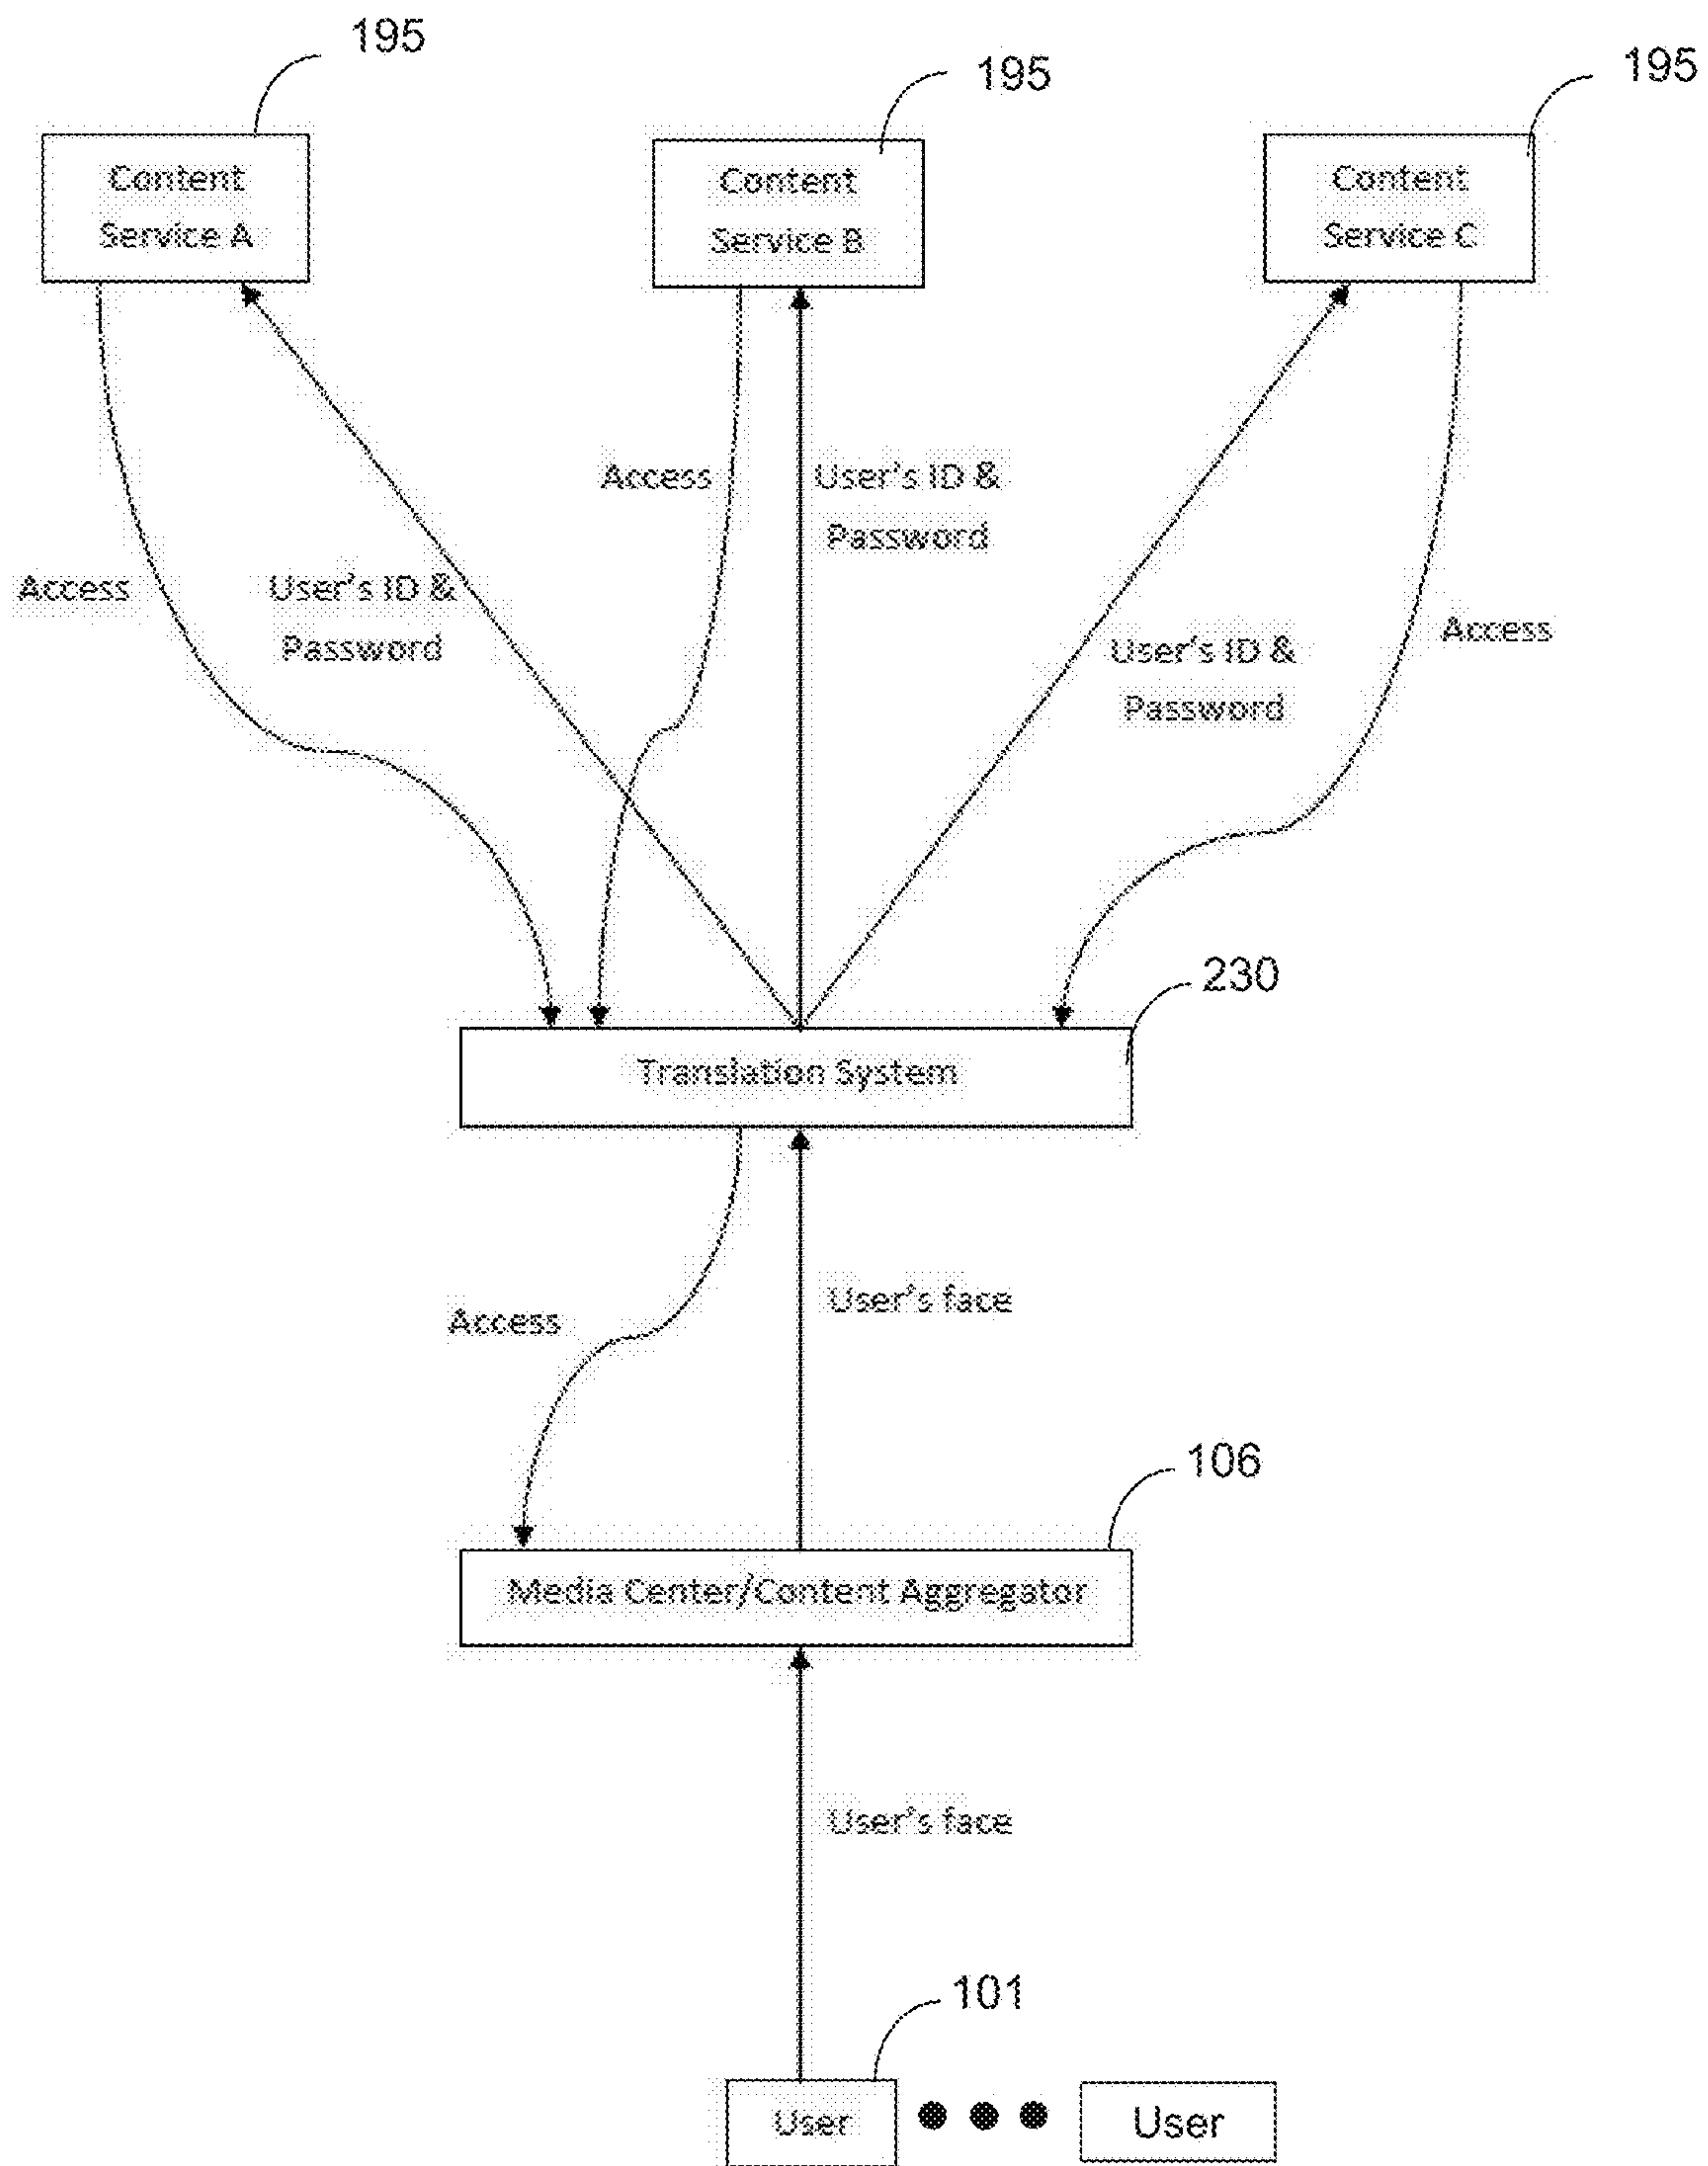 195
195
195
Content
Service A
Content
Service B
Content
Service C
Access
User's ID &
Password
Access
User's ID &
Password
User's ID &
Password
Access
230
Translation System
Access
User's face
106
Media Center/Content Aggregator
User's face
101
User
User